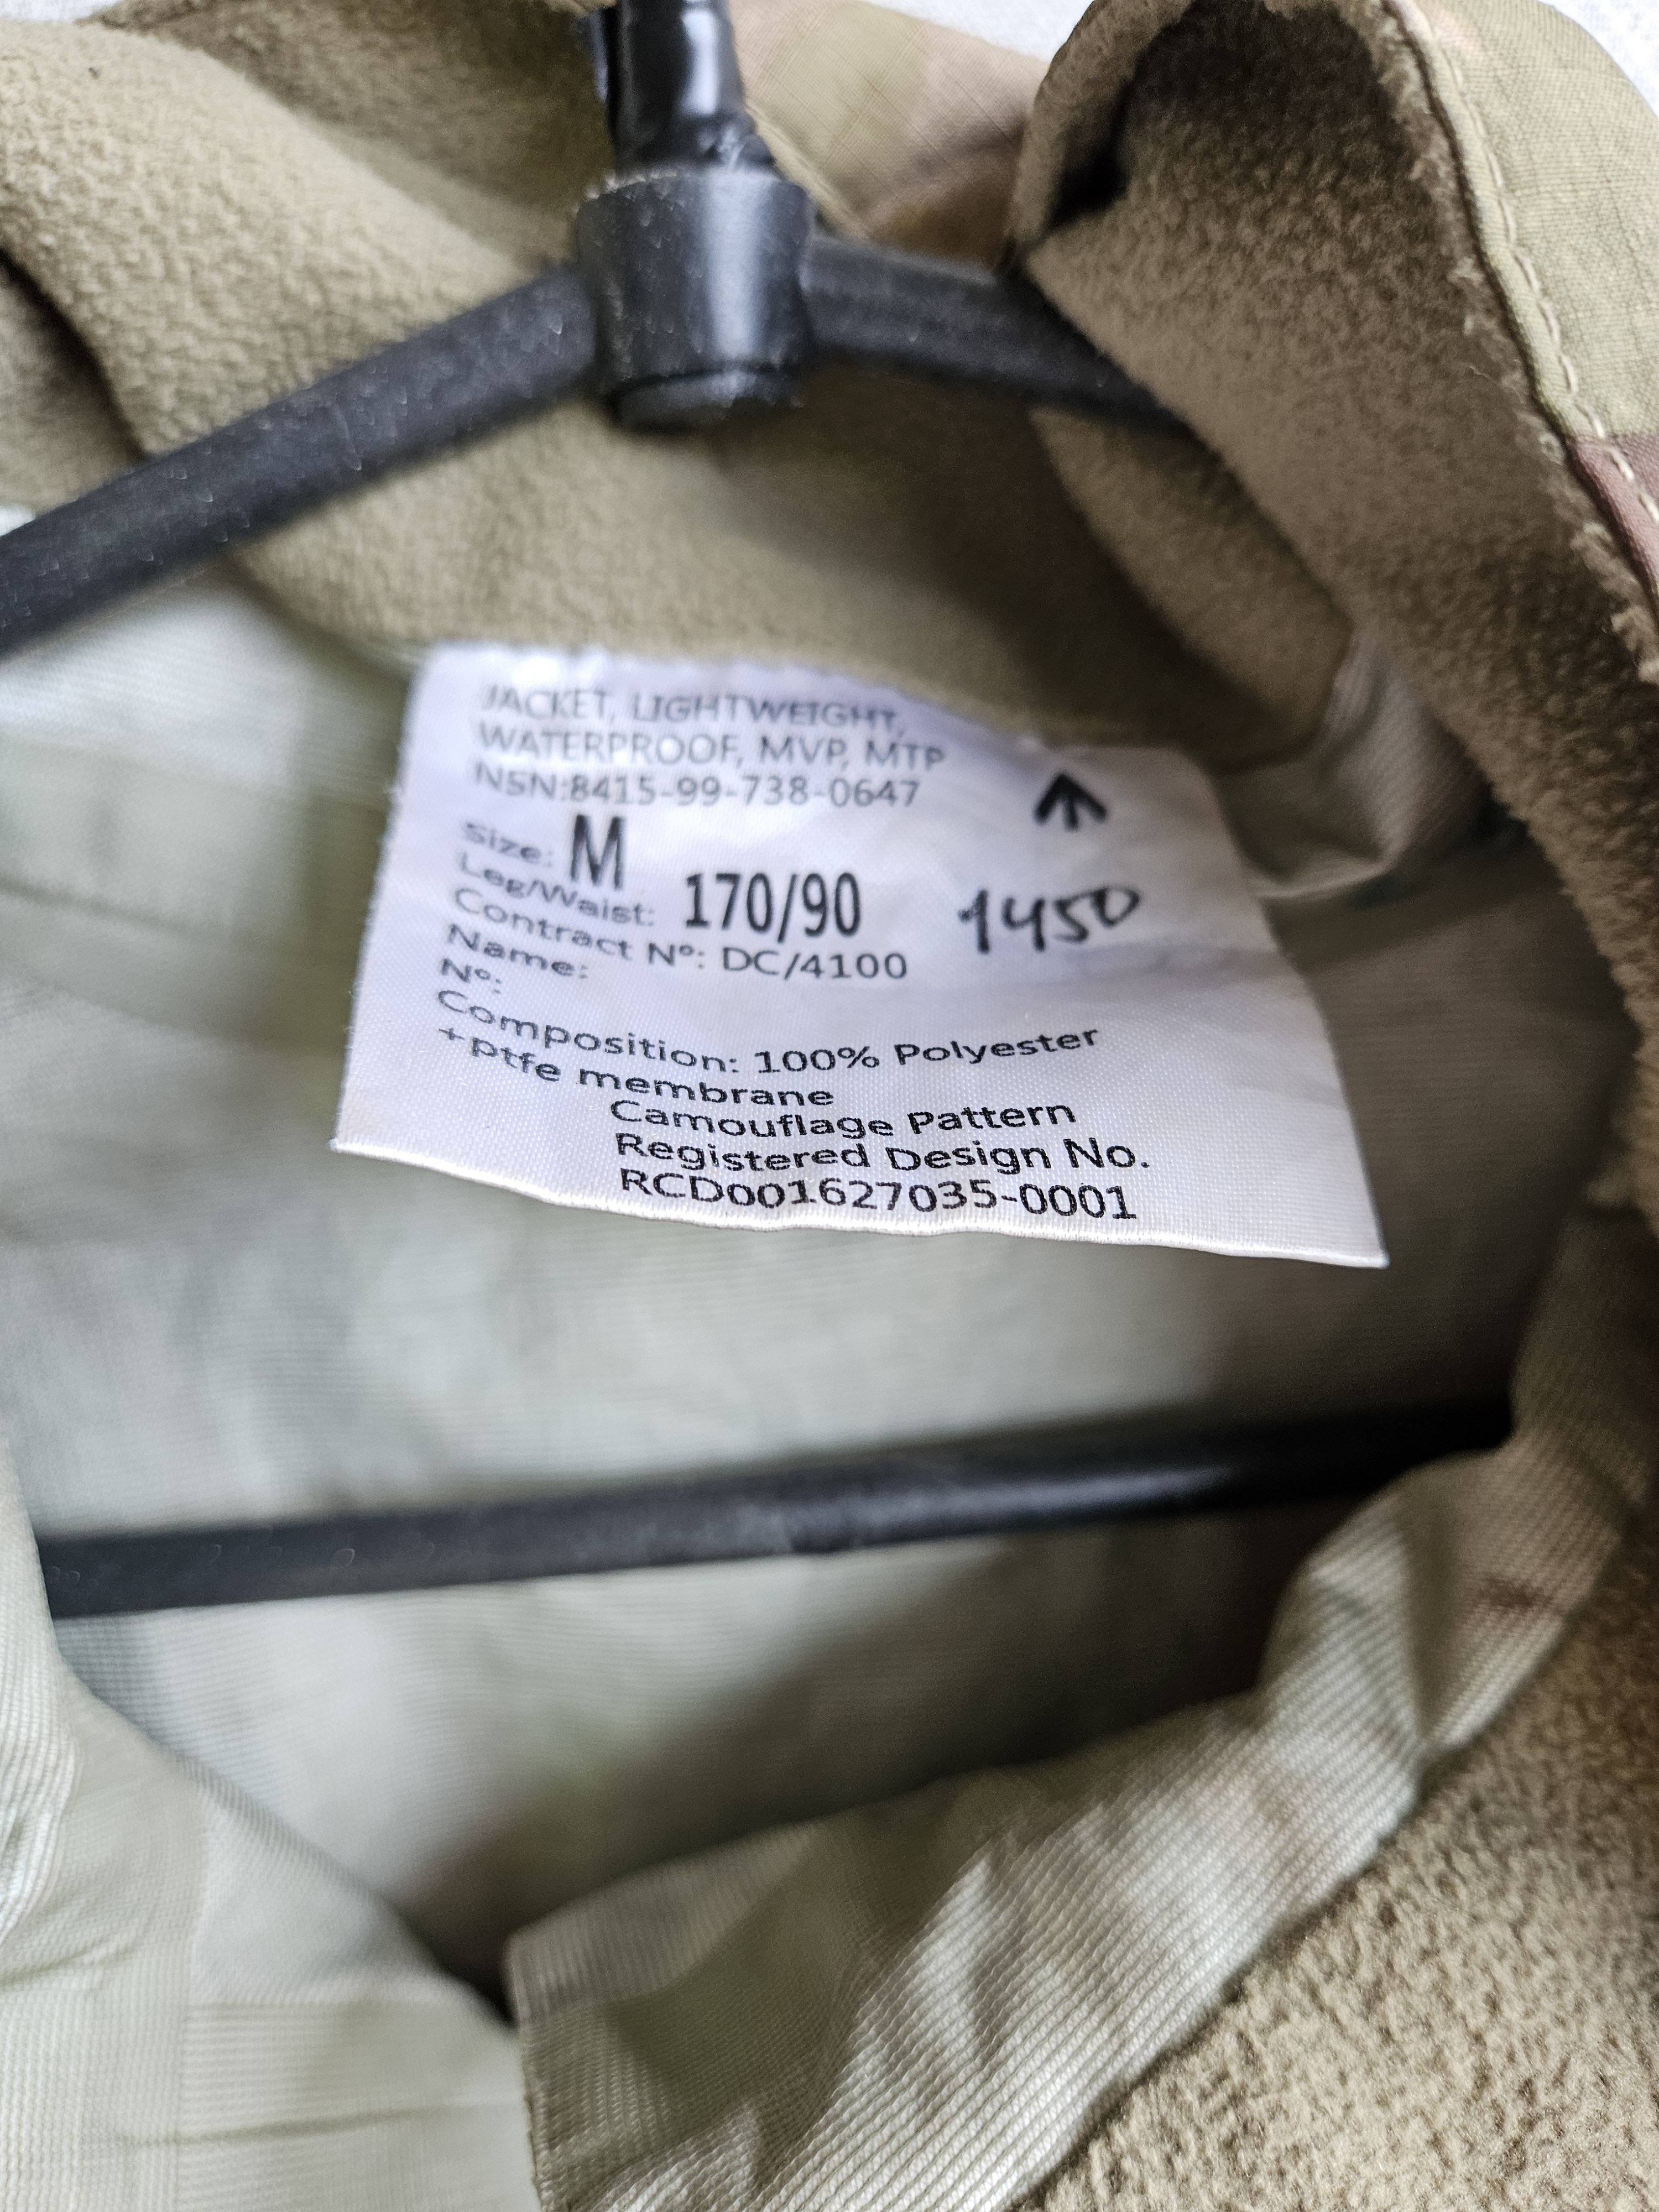 JACKET, LIGHTWEIGHT,
WATERPROOF, MVP, MTP
NSN:8415-99-738-0647
Size: M
Leg/Waist: 170/90
1450
Contract Nº: DC/4100
Name:
Nº:
Composition: 100% Polyester
+ptfe membrane
Camouflage Pattern
Registered Design No.
RCD001627035-0001